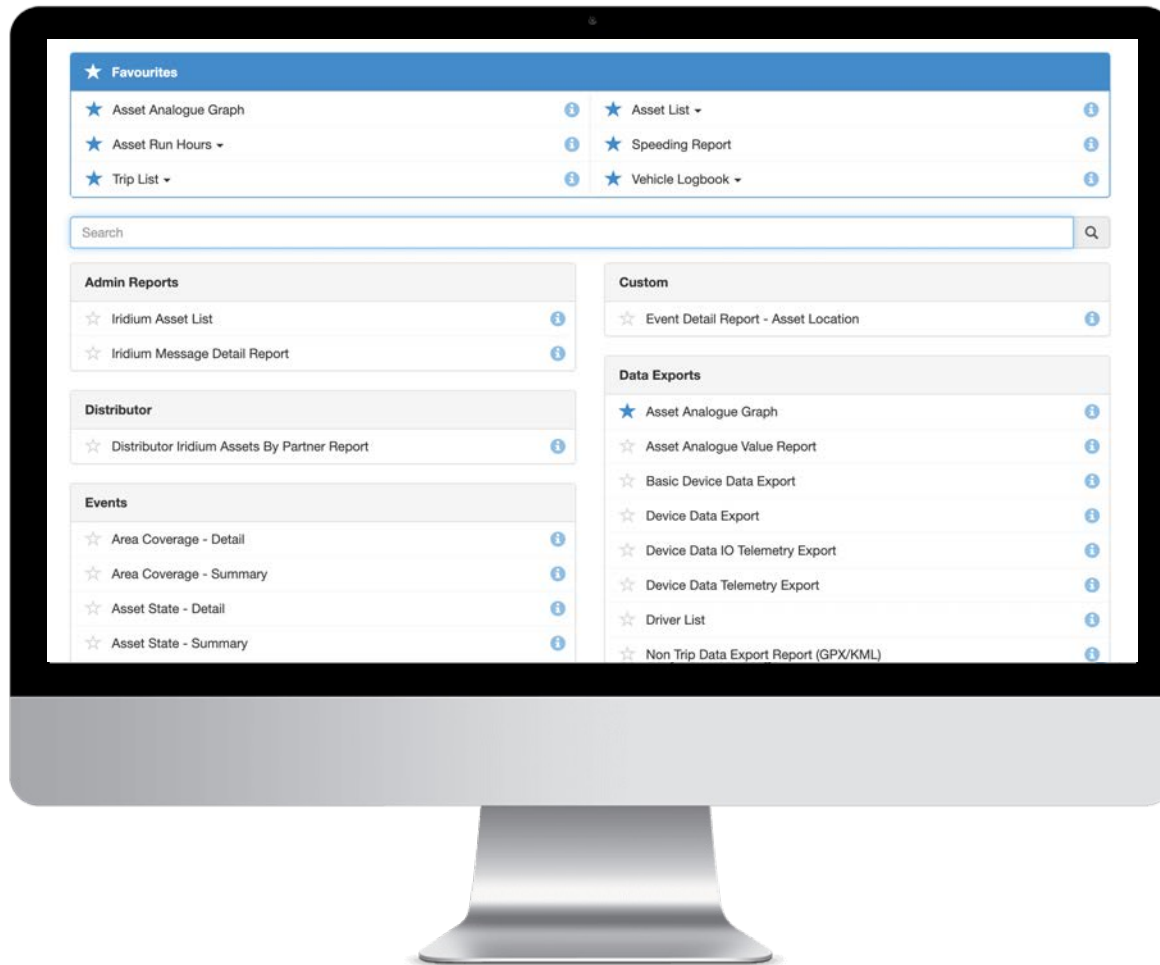 Favourites
Asset Analogue Graph
Asset List
Asset Run Hours
Speeding Report
Trip List
Vehicle Logbook
Search
Admin Reports
Iridium Asset List
Iridium Message Detail Report
Distributor
Distributor Iridium Assets By Partner Report
Events
Area Coverage - Detail
Area Coverage - Summary
Asset State - Detail
Asset State - Summary
Custom
Event Detail Report - Asset Location
Data Exports
Asset Analogue Graph
Asset Analogue Value Report
Basic Device Data Export
Device Data Export
Device Data IO Telemetry Export
Device Data Telemetry Export
Driver List
Non Trip Data Export Report (GPX/KML)